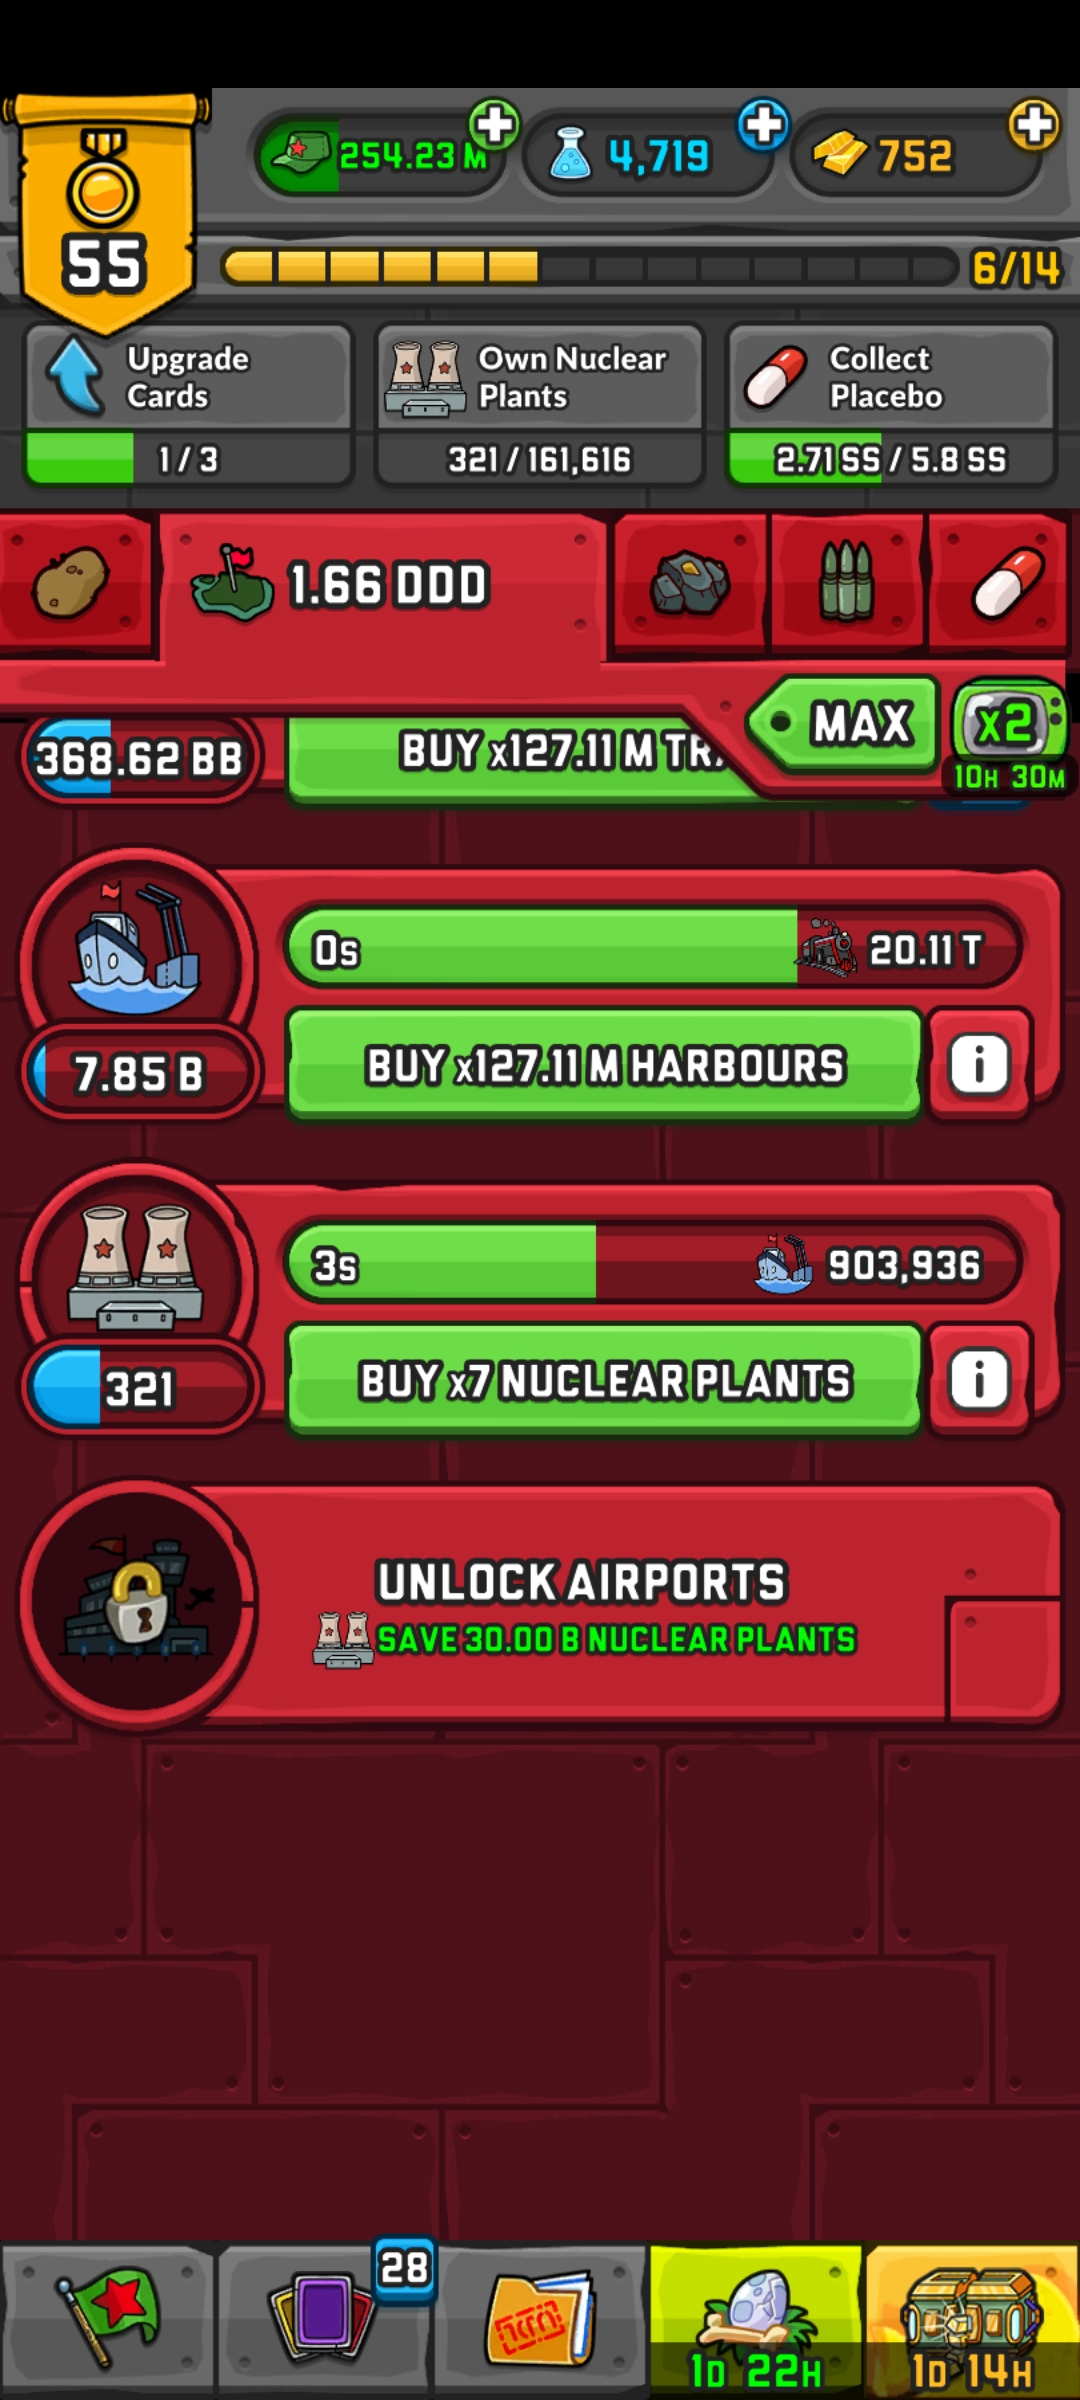 254.23 M
4,719
752
55
6/14
Upgrade
Cards
1 / 3
Own Nuclear
Plants
321 / 161,616
Collect
Placebo
2.71 SS / 5.8 SS
1.66 DDD
MAX
x2
10H 30M
368.62 BB
BUY x127.11 M
0s
20.11 T
7.85 B
BUY x127.11 M HARBOURS
i
3s
903,936
321
BUY x7 NUCLEAR PLANTS
i
UNLOCK AIRPORTS
SAVE 30.00 B NUCLEAR PLANTS
28
1D 22H
1D 14H